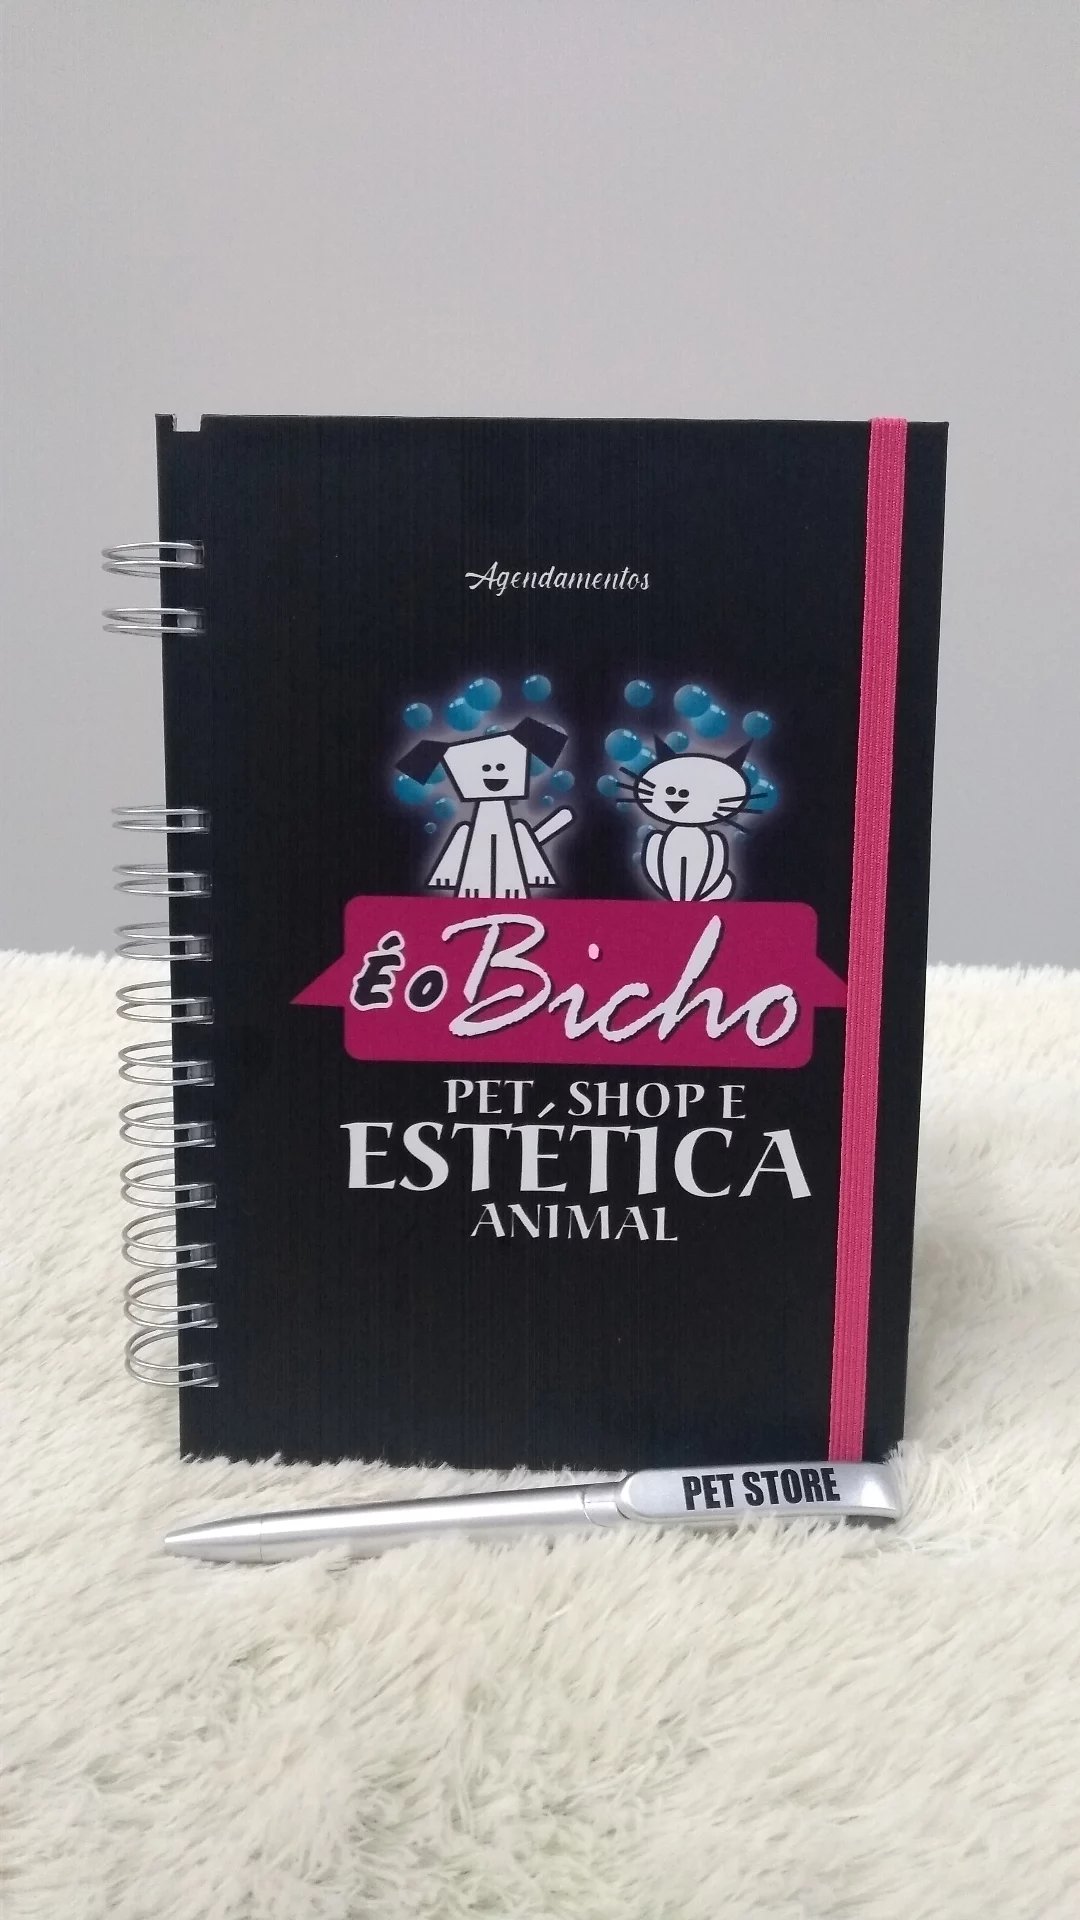 Agendamentos
É o Bicho
PET SHOP E
ESTÉTICA
ANIMAL
PET STORE